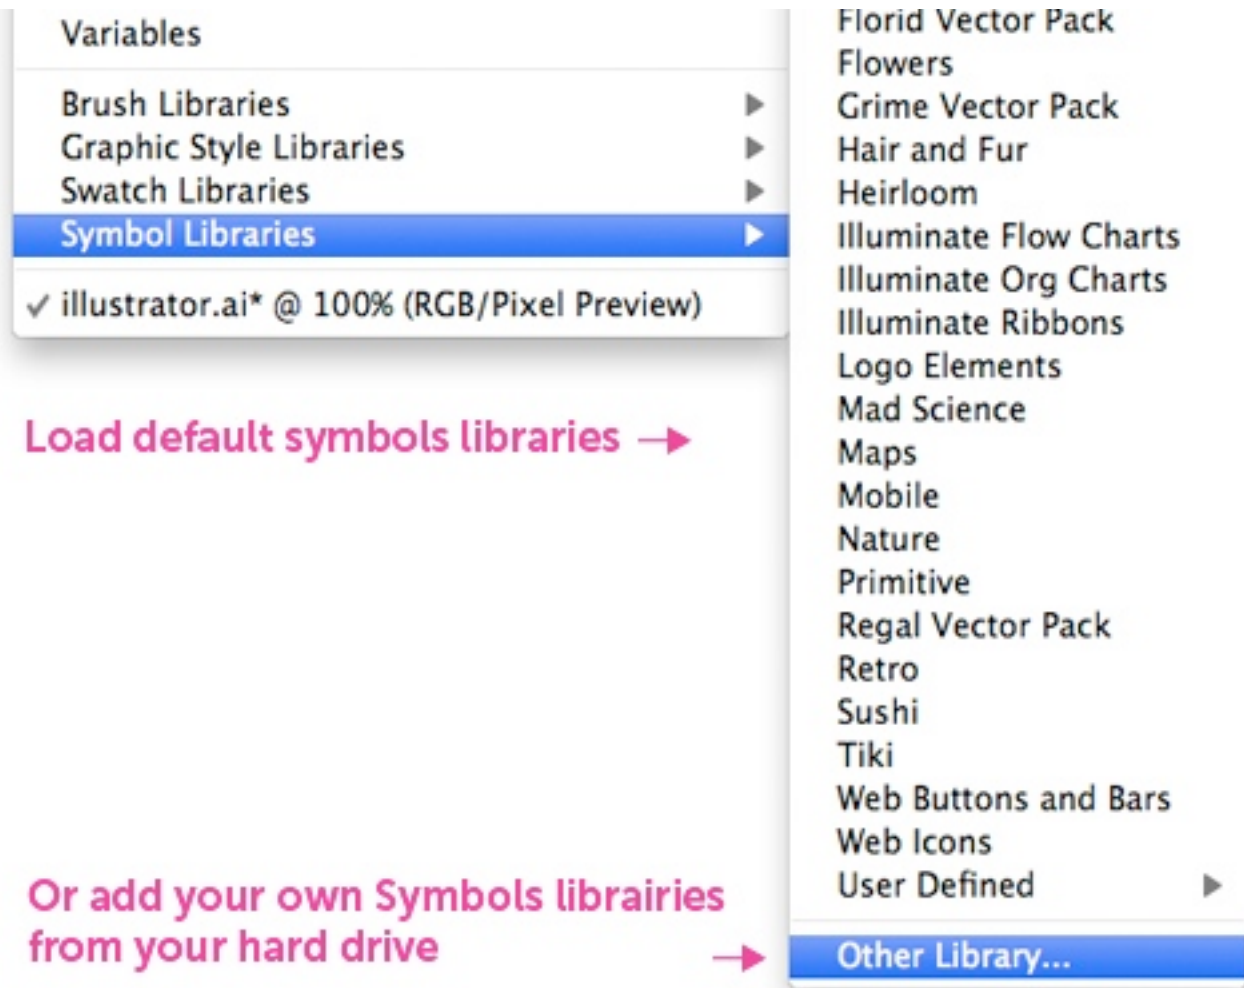 Variables
Brush Libraries
Graphic Style Libraries
Swatch Libraries
Symbol Libraries
✓ illustrator.ai* @ 100% (RGB/Pixel Preview)
Load default symbols libraries →
Or add your own Symbols librairies
from your hard drive →
Florid Vector Pack
Flowers
Grime Vector Pack
Hair and Fur
Heirloom
Illuminate Flow Charts
Illuminate Org Charts
Illuminate Ribbons
Logo Elements
Mad Science
Maps
Mobile
Nature
Primitive
Regal Vector Pack
Retro
Sushi
Tiki
Web Buttons and Bars
Web Icons
User Defined
Other Library...